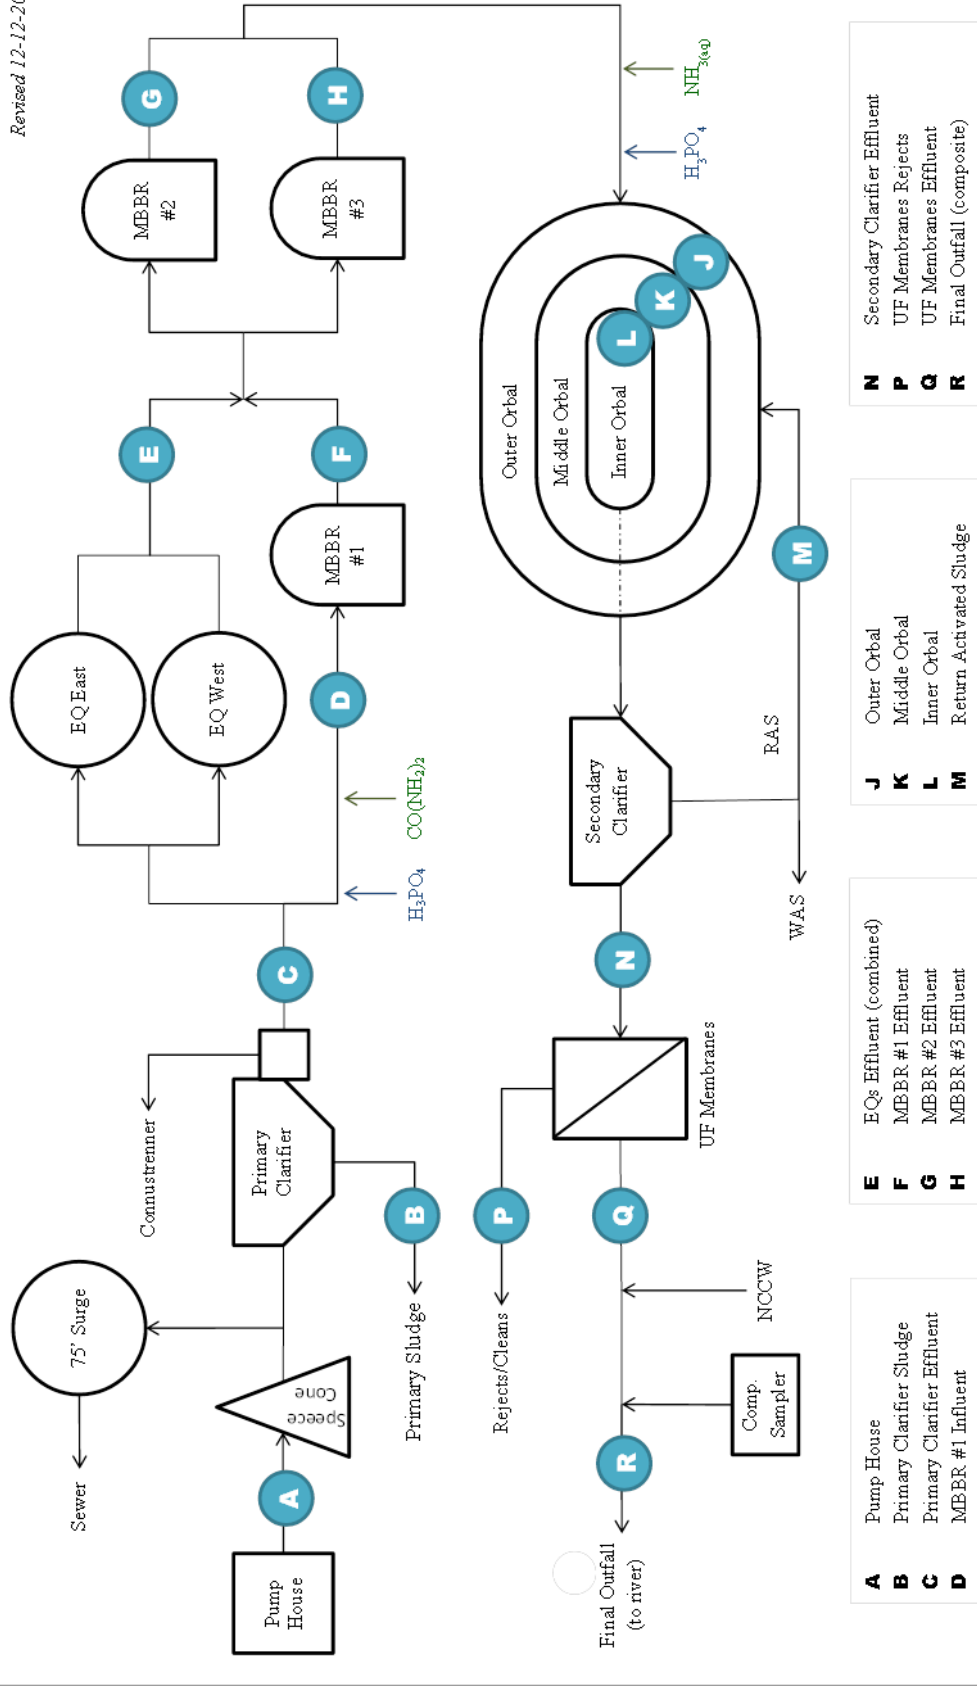 Revised 12-12-20
Sewer
75' Surge
Connustrenner
EQ East
EQ West
E
MBBR
#2
G
Pump
House
A
Speece
Cone
Primary
Clarifier
C
H₃PO₄
CO(NH₂)₂
D
MBBR
#1
F
MBBR
#3
H
Primary Sludge
B
Rejects/Cleans
P
Final Outfall
(to river)
R
Comp.
Sampler
NCCW
Q
UF Membranes
N
Secondary
Clarifier
WAS
RAS
M
Outer Orbal
Middle Orbal
Inner Orbal
L
K
J
H₃PO₄
NH₃(aq)
A Pump House
B Primary Clarifier Sludge
C Primary Clarifier Effluent
D MBBR #1 Influent
E EQs Effluent (combined)
F MBBR #1 Effluent
G MBBR #2 Effluent
H MBBR #3 Effluent
J Outer Orbal
K Middle Orbal
L Inner Orbal
M Return Activated Sludge
N Secondary Clarifier Effluent
P UF Membranes Rejects
Q UF Membranes Effluent
R Final Outfall (composite)